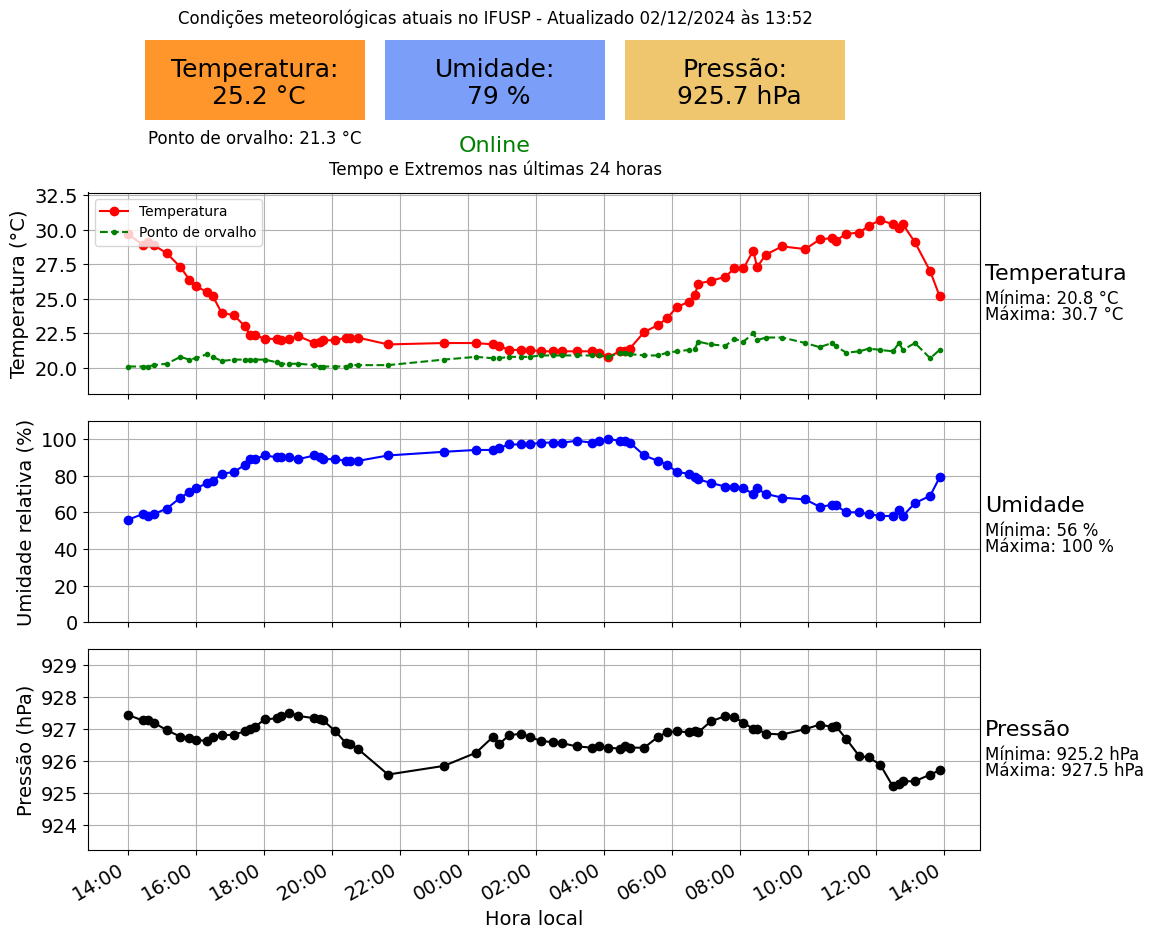 Condições meteorológicas atuais no IFUSP - Atualizado 02/12/2024 às 13:52
Temperatura:
25.2 °C
Umidade:
79 %
Pressão:
925.7 hPa
Ponto de orvalho: 21.3 °C
Online
Tempo e Extremos nas últimas 24 horas
Temperatura (°C)
32.5
30.0
27.5
25.0
22.5
20.0
Temperatura
Ponto de orvalho
Temperatura
Mínima: 20.8 °C
Máxima: 30.7 °C
Umidade relativa (%)
100
80
60
40
20
0
Umidade
Mínima: 56 %
Máxima: 100 %
Pressão (hPa)
929
928
927
926
925
924
Pressão
Mínima: 925.2 hPa
Máxima: 927.5 hPa
14:00
16:00
18:00
20:00
22:00
00:00
02:00
04:00
06:00
08:00
10:00
12:00
14:00
Hora local